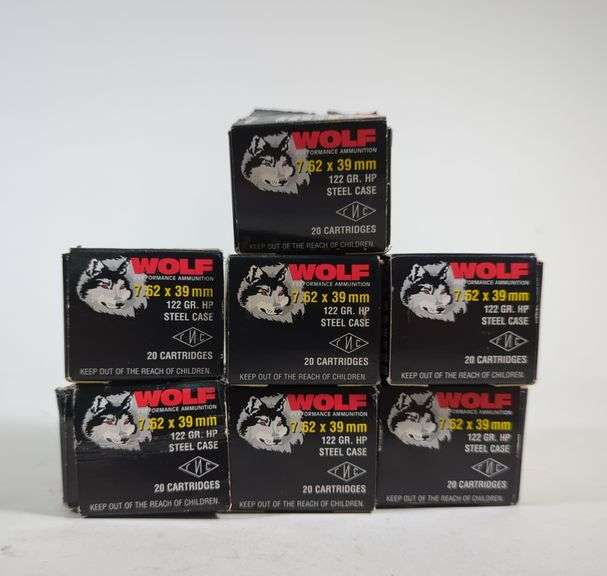 WOLF
PERFORMANCE AMMUNITION
7.62 x 39 mm
122 GR. HP
STEEL CASE
20 CARTRIDGES
KEEP OUT OF THE REACH OF CHILDREN.
WOLF
PERFORMANCE AMMUNITION
7.62 x 39 mm
122 GR. HP
STEEL CASE
20 CARTRIDGES
KEEP OUT OF THE REACH OF CHILDREN.
WOLF
PERFORMANCE AMMUNITION
7.62 x 39 mm
122 GR. HP
STEEL CASE
20 CARTRIDGES
KEEP OUT OF THE REACH OF CHILDREN.
WOLF
PERFORMANCE AMMUNITION
7.62 x 39 mm
122 GR. HP
STEEL CASE
20 CARTRIDGES
KEEP OUT OF THE REACH OF CHILDREN.
WOLF
PERFORMANCE AMMUNITION
7.62 x 39 mm
122 GR. HP
STEEL CASE
20 CARTRIDGES
KEEP OUT OF THE REACH OF CHILDREN.
WOLF
PERFORMANCE AMMUNITION
7.62 x 39 mm
122 GR. HP
STEEL CASE
20 CARTRIDGES
KEEP OUT OF THE REACH OF CHILDREN.
WOLF
PERFORMANCE AMMUNITION
7.62 x 39 mm
122 GR. HP
STEEL CASE
20 CARTRIDGES
KEEP OUT OF THE REACH OF CHILDREN.